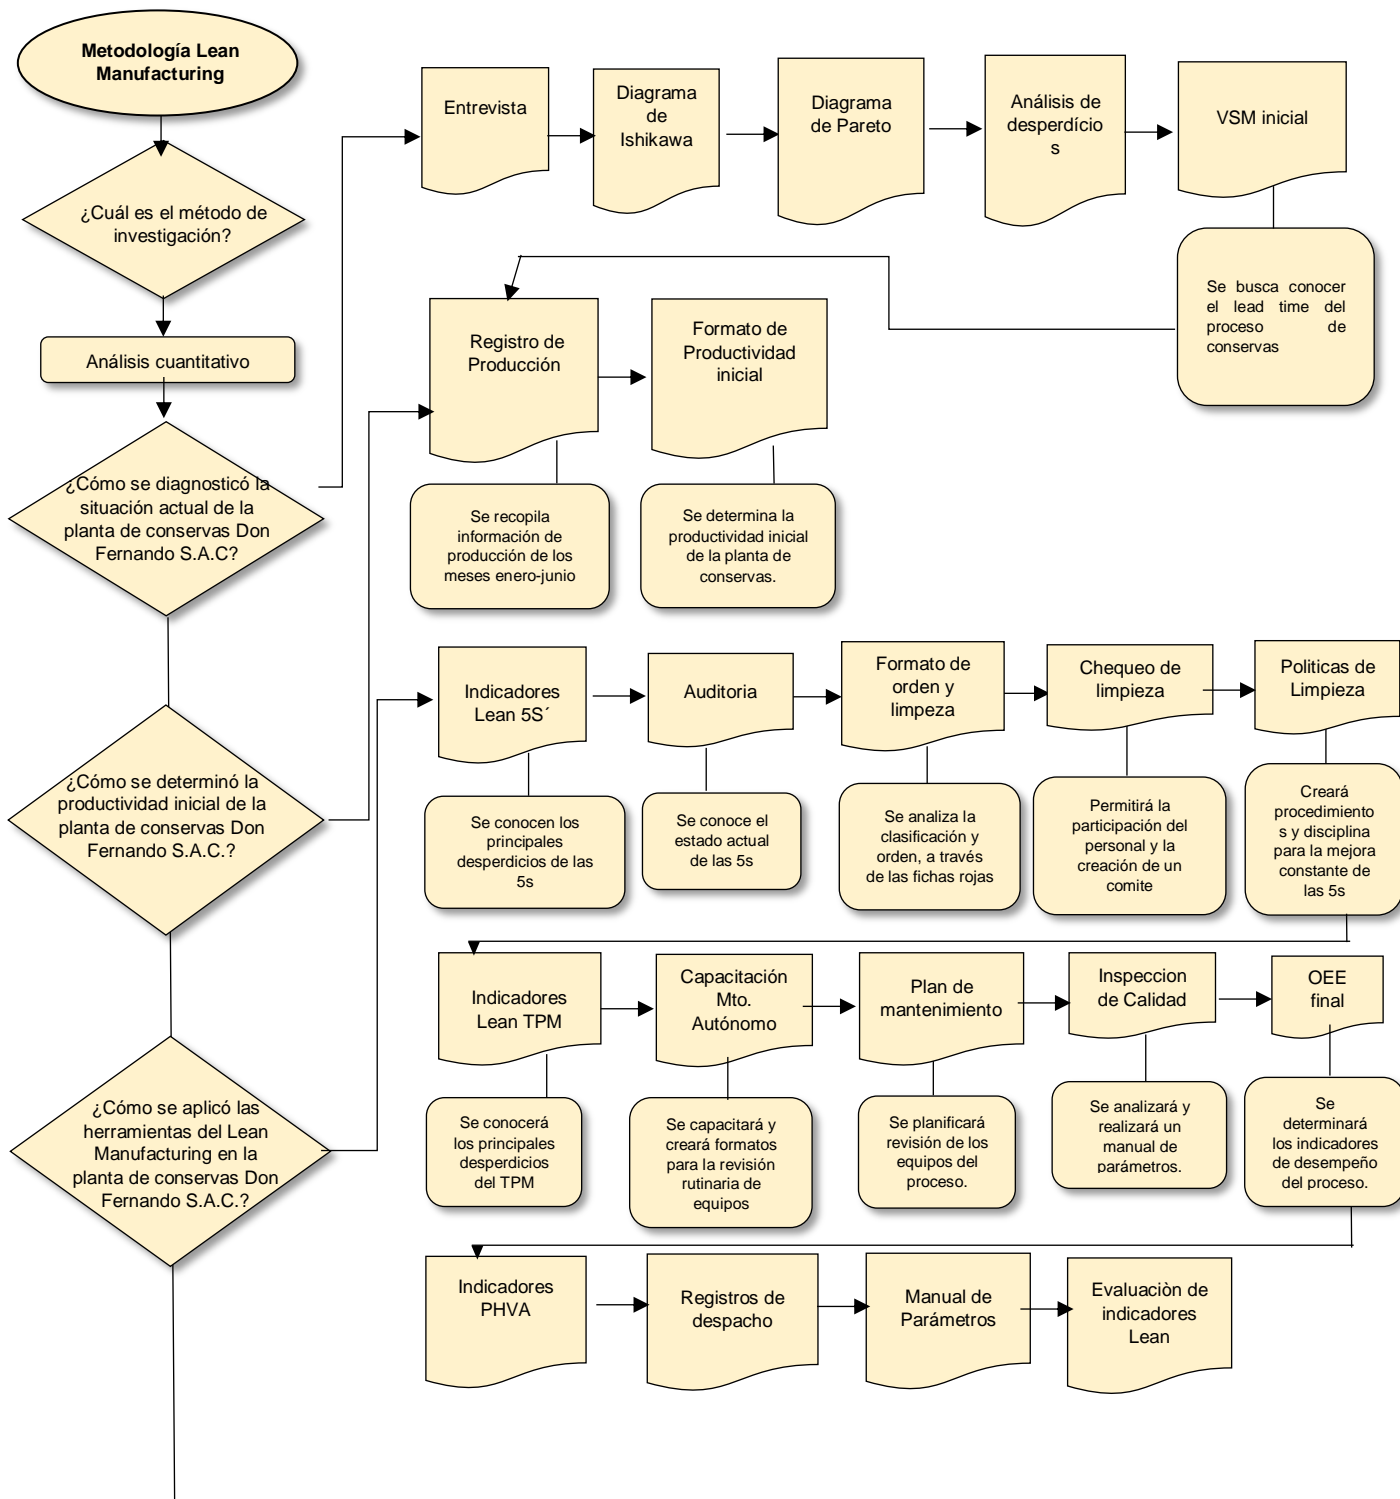 Metodología Lean
Manufacturing
¿Cuál es el método de
investigación?
Análisis cuantitativo
¿Cómo se diagnosticó la
situación actual de la
planta de conservas Don
Fernando S.A.C?
Entrevista
Diagrama
de
Ishikawa
Diagrama
de Pareto
Análisis de
desperdício
s
VSM inicial
Se busca conocer
el lead time del
proceso de
conservas
Registro de
Producción
Formato de
Productividad
inicial
Se recopila
información de
producción de los
meses enero-junio
Se determina la
productividad inicial
de la planta de
conservas.
¿Cómo se determinó la
productividad inicial de la
planta de conservas Don
Fernando S.A.C.?
Indicadores
Lean 5S´
Auditoria
Formato de
orden y
limpeza
Chequeo de
limpieza
Politicas de
Limpieza
Se conocen los
principales
desperdicios de las
5s
Se conoce el
estado actual
de las 5s
Se analiza la
clasificación y
orden, a través
de las fichas rojas
Permitirá la
participación del
personal y la
creación de un
comite
Creará
procedimiento
s y disciplina
para la mejora
constante de
las 5s
¿Cómo se aplicó las
herramientas del Lean
Manufacturing en la
planta de conservas Don
Fernando S.A.C.?
Indicadores
Lean TPM
Capacitación
Mto.
Autónomo
Plan de
mantenimiento
Inspeccion
de Calidad
OEE
final
Se conocerá
los principales
desperdicios
del TPM
Se capacitará y
creará formatos
para la revisión
rutinaria de
equipos
Se planificará
revisión de los
equipos del
proceso.
Se analizará y
realizará un
manual de
parámetros.
Se
determinará
los indicadores
de desempeño
del proceso.
Indicadores
PHVA
Registros de
despacho
Manual de
Parámetros
Evaluaciòn de
indicadores
Lean